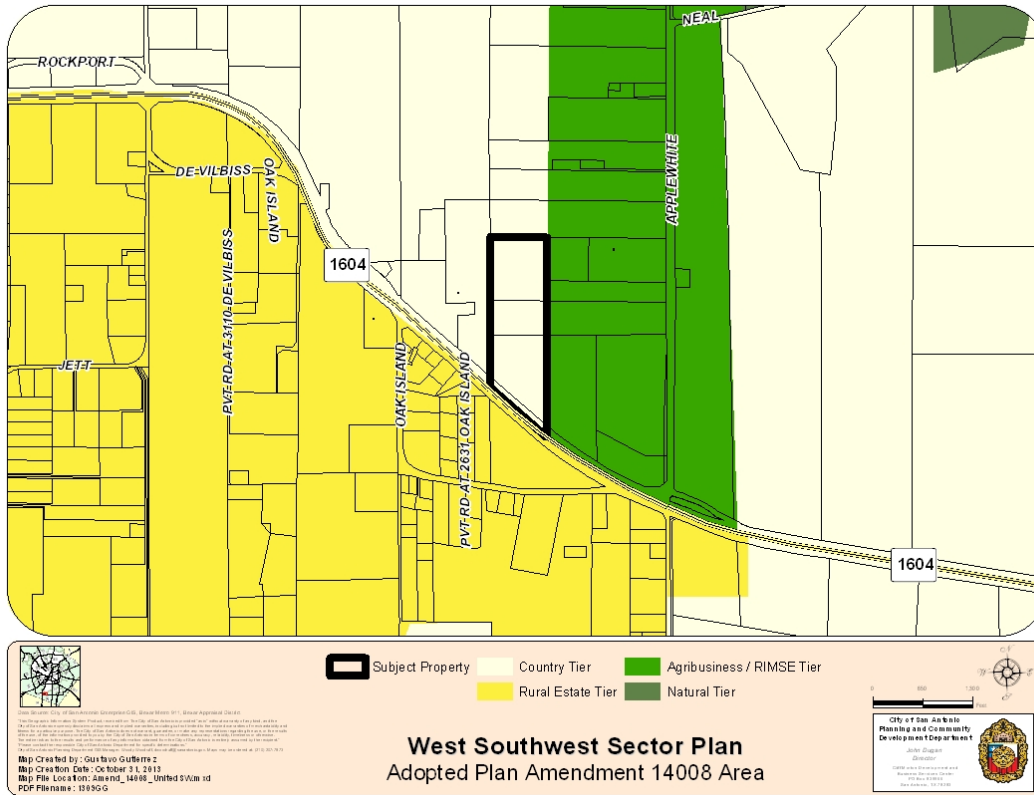 NEAL
ROCKPORT
DE VILBISS
OAK ISLAND
APPLEWHITE
1604
PVT-RD-AT-3110-DE-VILBISS
JETT
OAK ISLAND
PVT-RD-AT 2631 OAK ISLAND
1604
Subject Property
Country Tier
Agribusiness / RIMSE Tier
Rural Estate Tier
Natural Tier
West Southwest Sector Plan
Adopted Plan Amendment 14008 Area
Map Created by: Gustavo Gutierrez
Map Creation Date: October 31, 2013
Map File Location: Amend_14008_UnitedSW.mxd
PDF Filename: 1309GG
City of San Antonio
Planning and Community
Development Department
John Dugan
Director